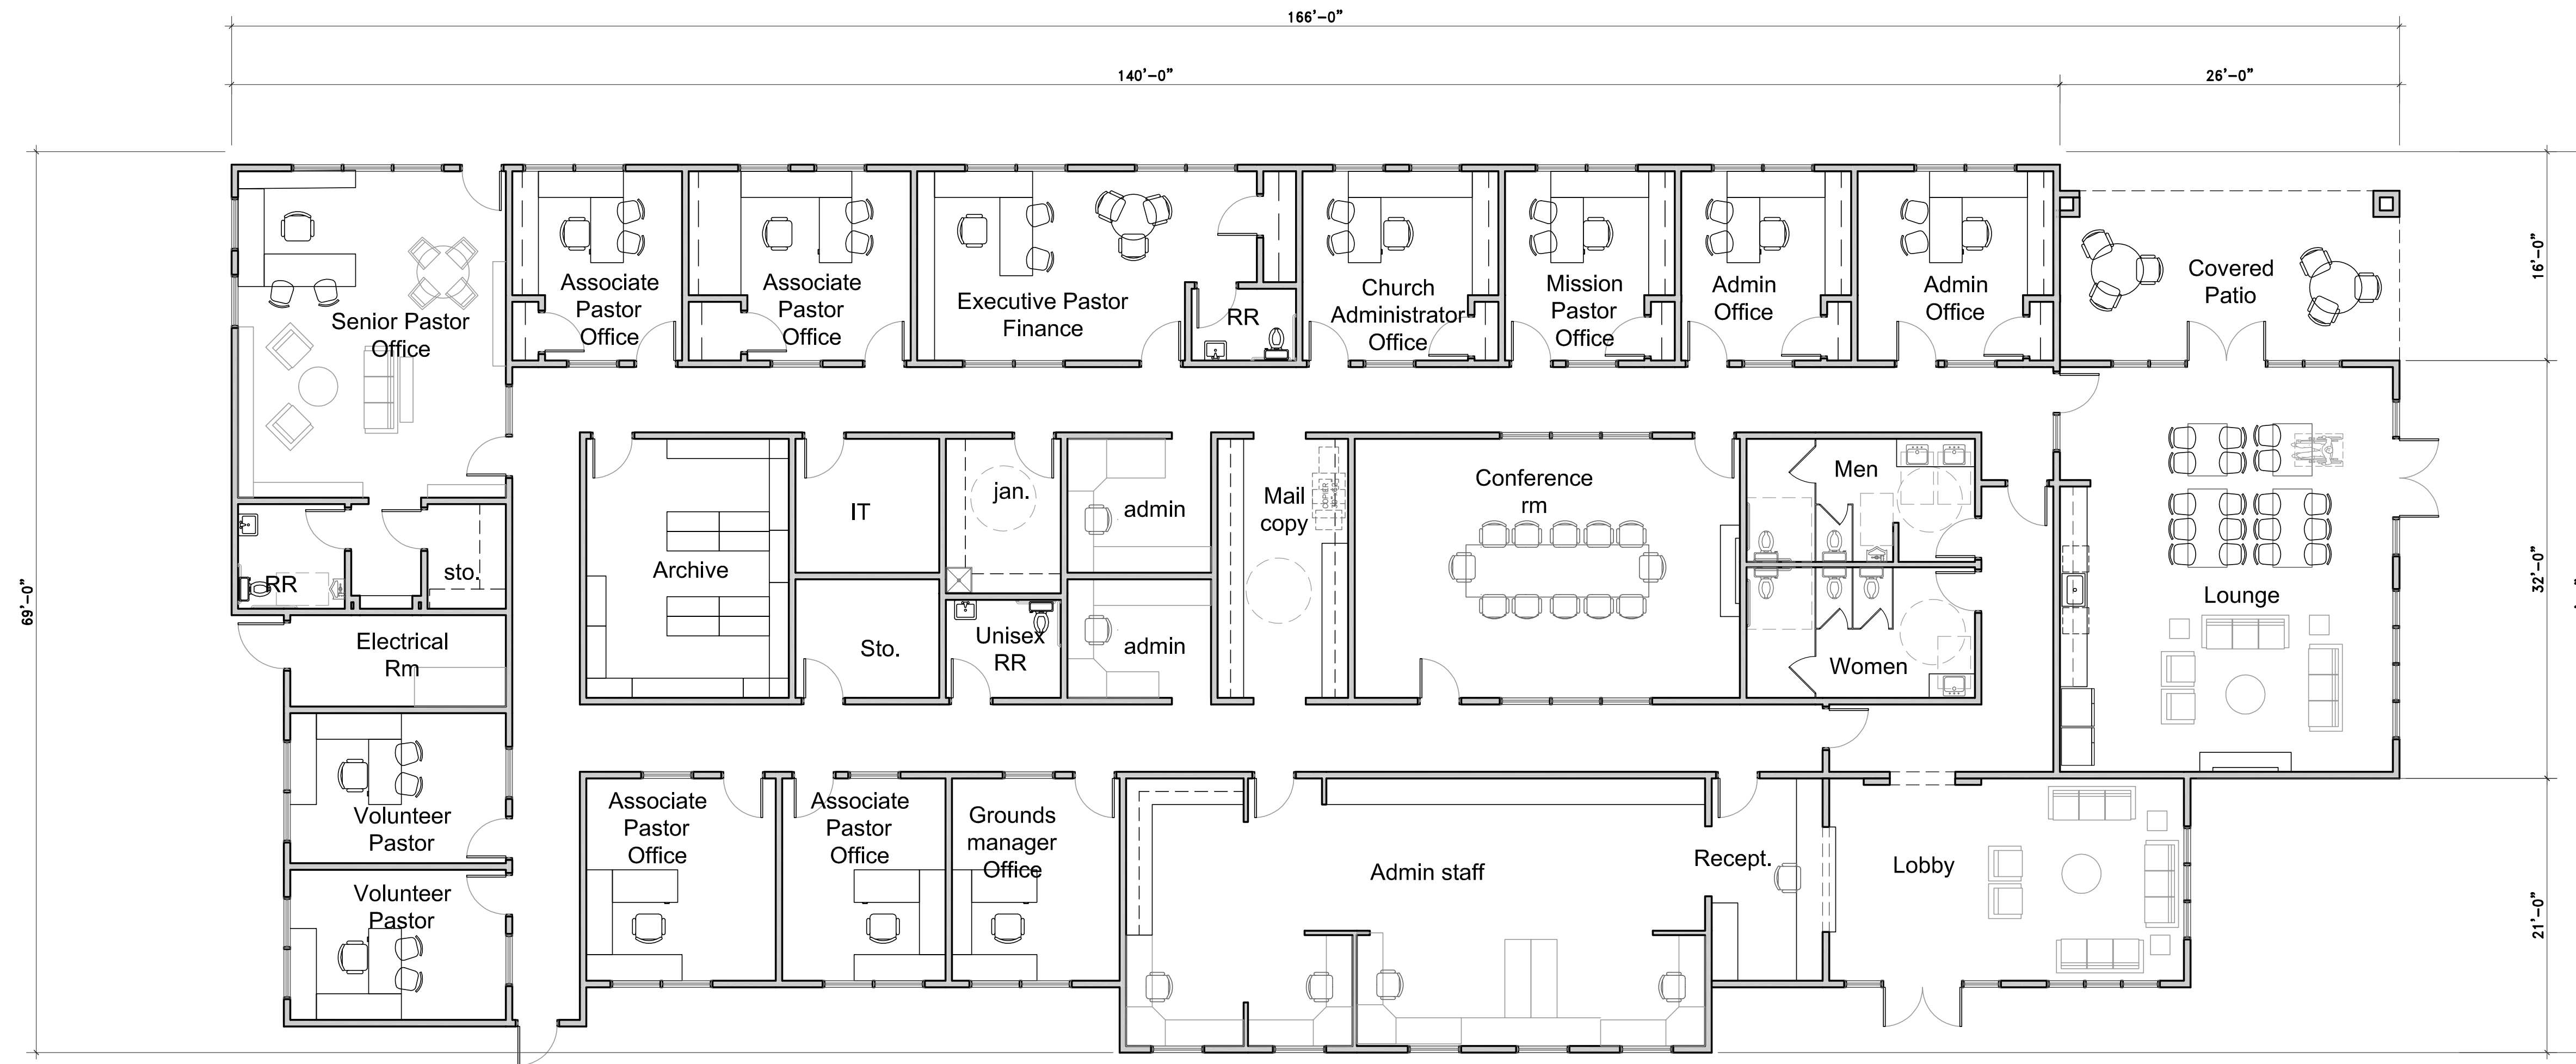 166'-0"
140'-0"
26'-0"
69'-0"
16'-0"
32'-0"
21'-0"
Senior Pastor
Office
Associate
Pastor
Office
Associate
Pastor
Office
Executive Pastor
Finance
RR
Church
Administrator
Office
Mission
Pastor
Office
Admin
Office
Admin
Office
Covered
Patio
RR
sto.
Archive
IT
jan.
admin
Mail
copy
COPIER
Conference
rm
Men
Lounge
Electrical
Rm
Sto.
Unisex
RR
admin
Women
Volunteer
Pastor
Volunteer
Pastor
Associate
Pastor
Office
Associate
Pastor
Office
Grounds
manager
Office
Admin staff
Recept.
Lobby